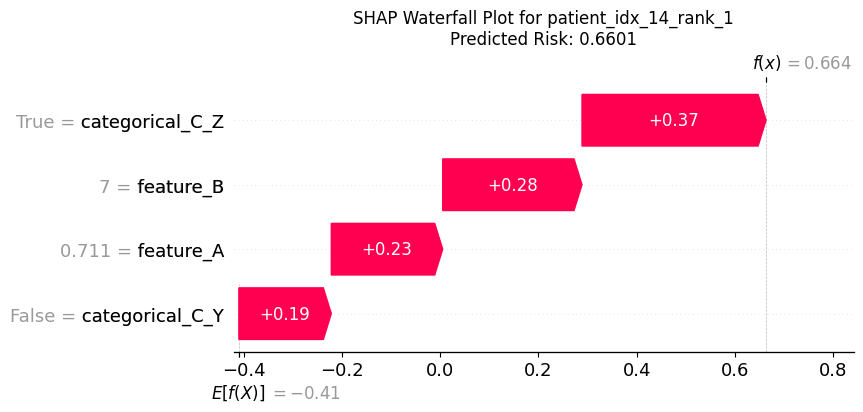 SHAP Waterfall Plot for patient_idx_14_rank_1
Predicted Risk: 0.6601
f(x) = 0.664
True = categorical_C_Z
+0.37
7 = feature_B
+0.28
0.711 = feature_A
+0.23
False = categorical_C_Y
+0.19
−0.4 −0.2 0.0 0.2 0.4 0.6 0.8
E[f(X)] = −0.41